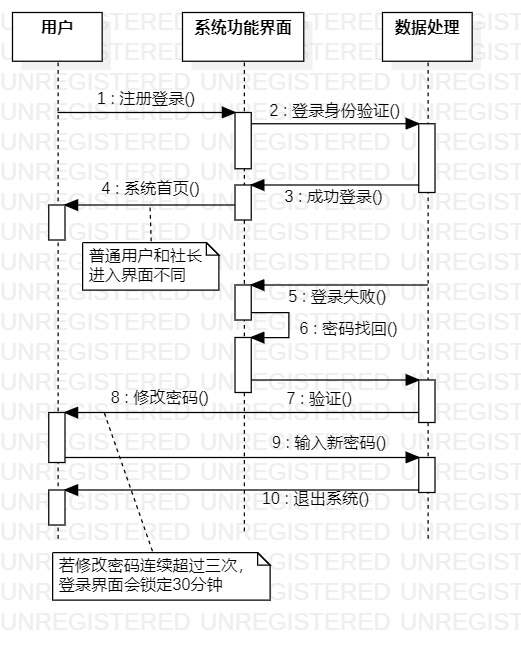 用户
系统功能界面
数据处理
1 : 注册登录()
2 : 登录身份验证()
4 : 系统首页()
3 : 成功登录()
普通用户和社长
进入界面不同
5 : 登录失败()
6 : 密码找回()
8 : 修改密码()
7 : 验证()
9 : 输入新密码()
10 : 退出系统()
若修改密码连续超过三次，
登录界面会锁定30分钟
UNREGISTERED